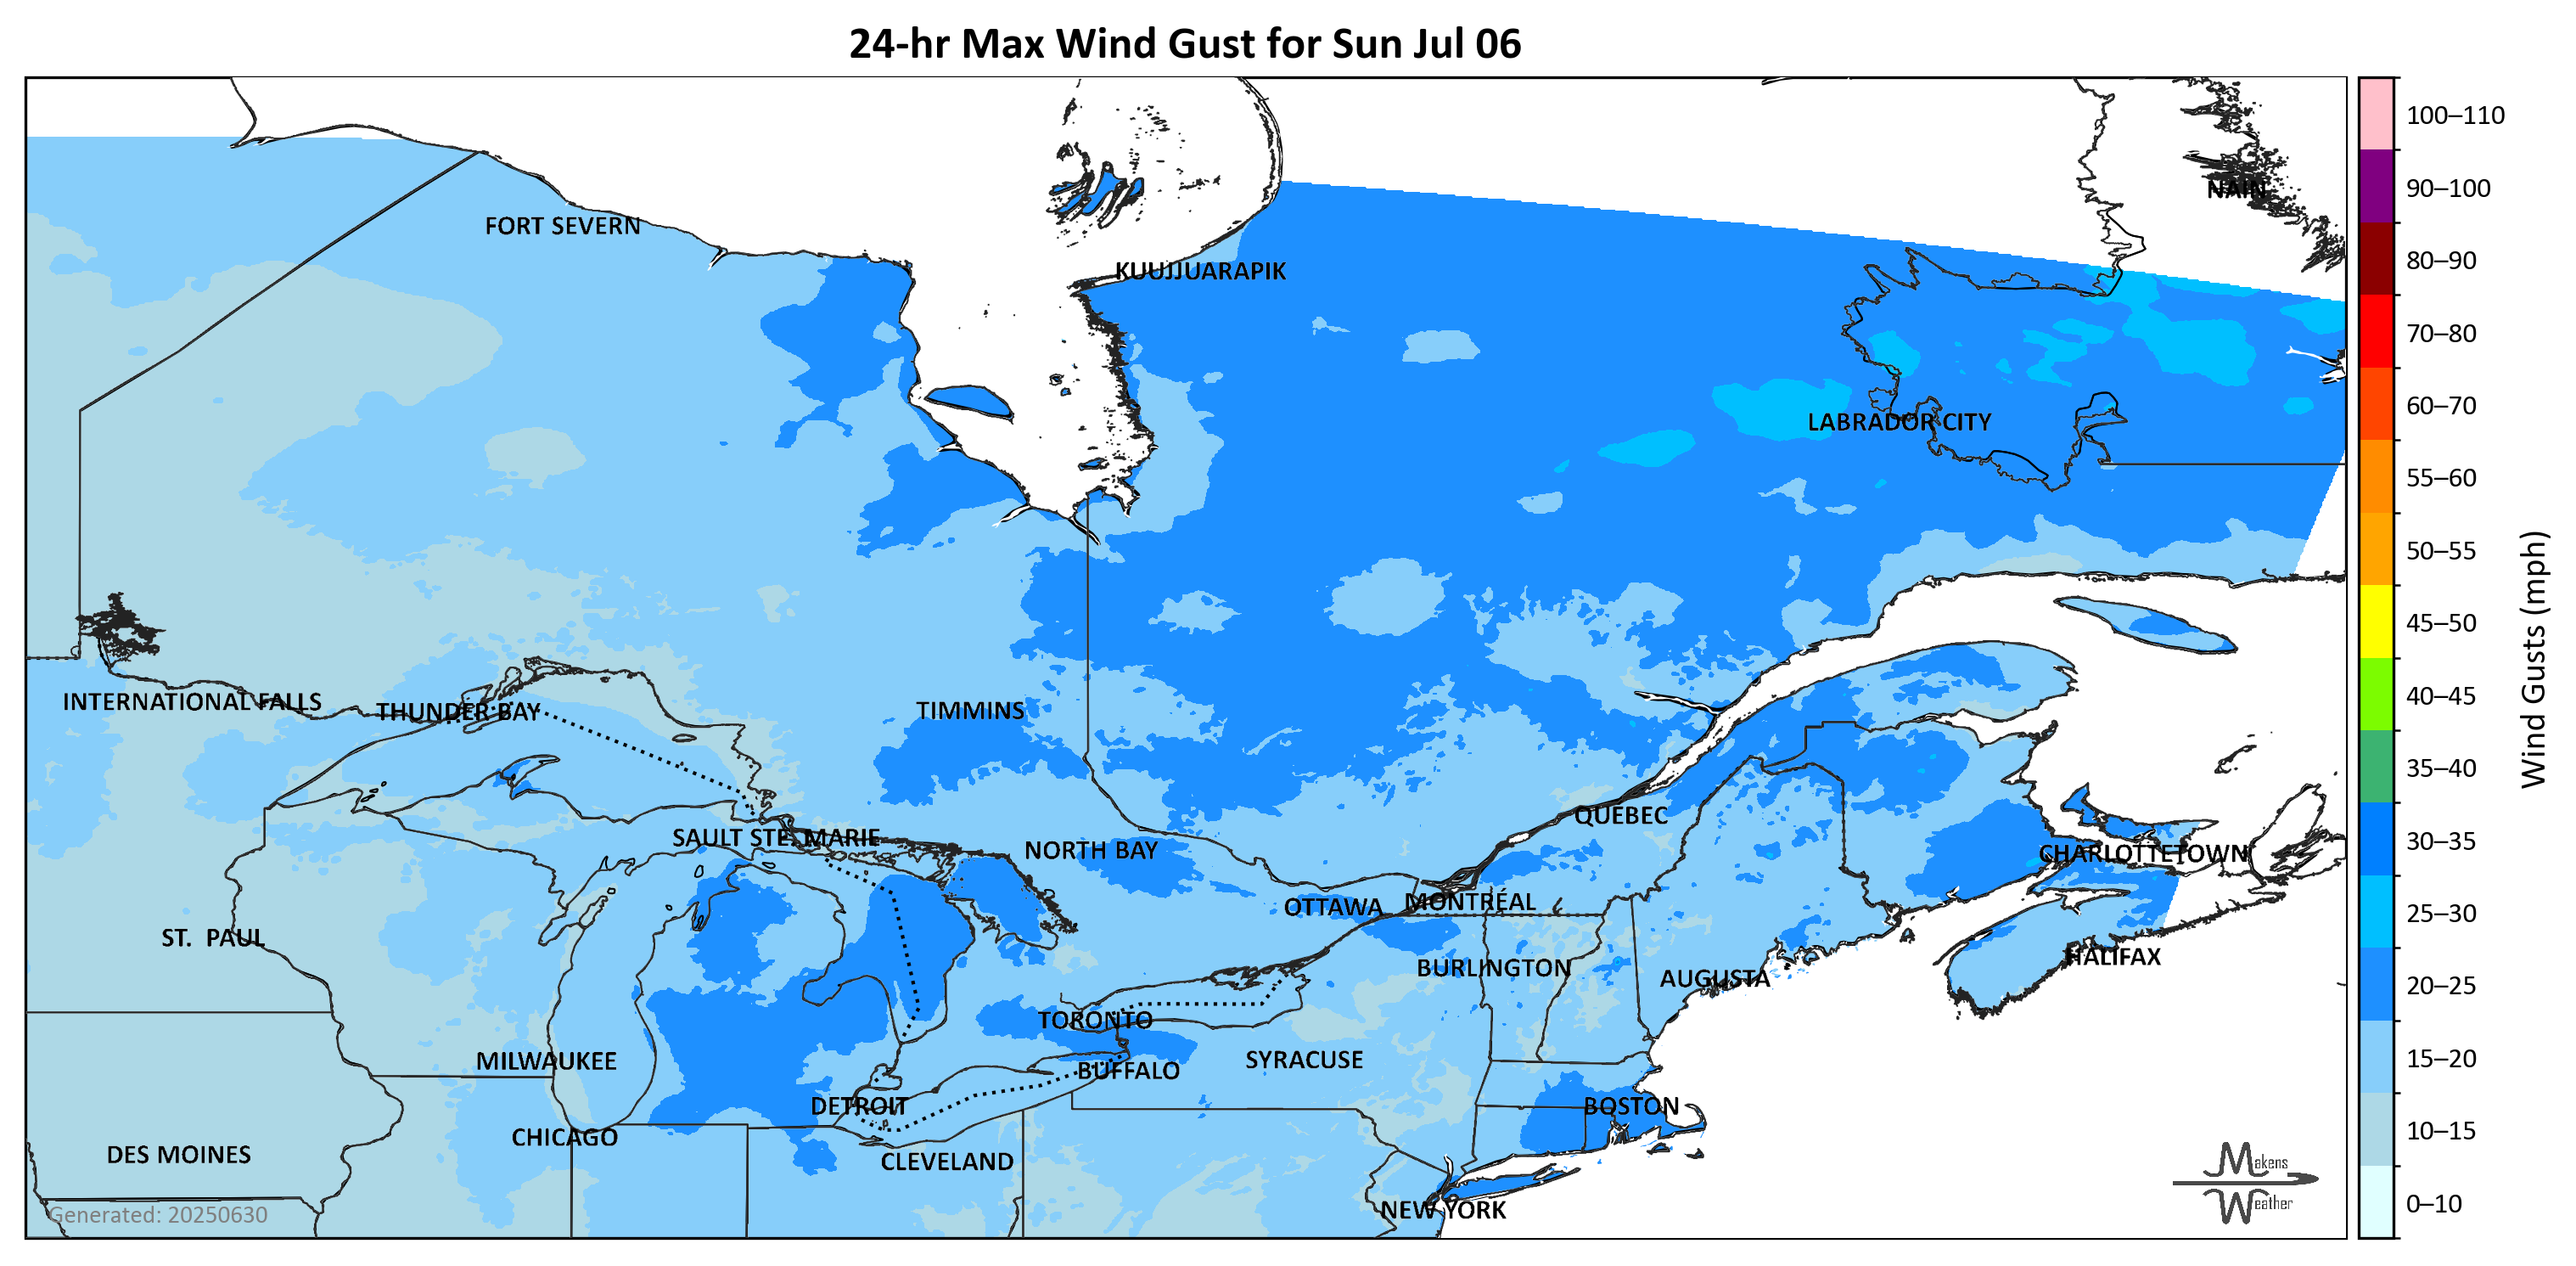 24-hr Max Wind Gust for Sun Jul 06
100–110
NAIN
90–100
FORT SEVERN
80–90
KUUJJUARAPIK
70–80
60–70
LABRADOR CITY
55–60
50–55
Wind Gusts (mph)
45–50
INTERNATIONAL FALLS
THUNDER BAY
TIMMINS
40–45
35–40
QUEBEC
SAULT STE. MARIE
NORTH BAY
CHARLOTTETOWN
30–35
OTTAWA
MONTRÉAL
25–30
ST. PAUL
BURLINGTON
AUGUSTA
HALIFAX
20–25
TORONTO
MILWAUKEE
BUFFALO
SYRACUSE
15–20
DETROIT
BOSTON
CHICAGO
10–15
DES MOINES
CLEVELAND
Makens
Weather
NEW YORK
0–10
Generated: 20250630